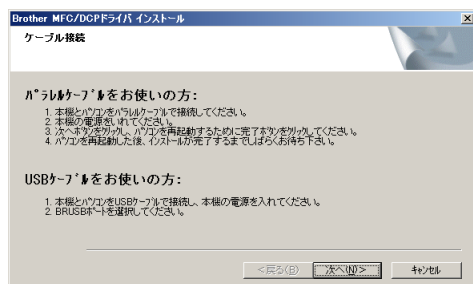 Brother MFC/DCPドライバ インストール
ケーブル接続
パラレルケーブルをお使いの方:
1. 本機とパソコンをパラレルケーブルで接続してください。
2. 本機の電源をいれてください。
3. 次へボタンをクリックし、パソコンを再起動するために完了ボタンをクリックしてください。
4. パソコンを再起動した後、インストールが完了するまでしばらくお待ち下さい。
USBケーブルをお使いの方:
1. 本機とパソコンをUSBケーブルで接続し、本機の電源を入れてください。
2. BRUSBポートを選択してください。
<戻る(B)
次へ(N)>
キャンセル